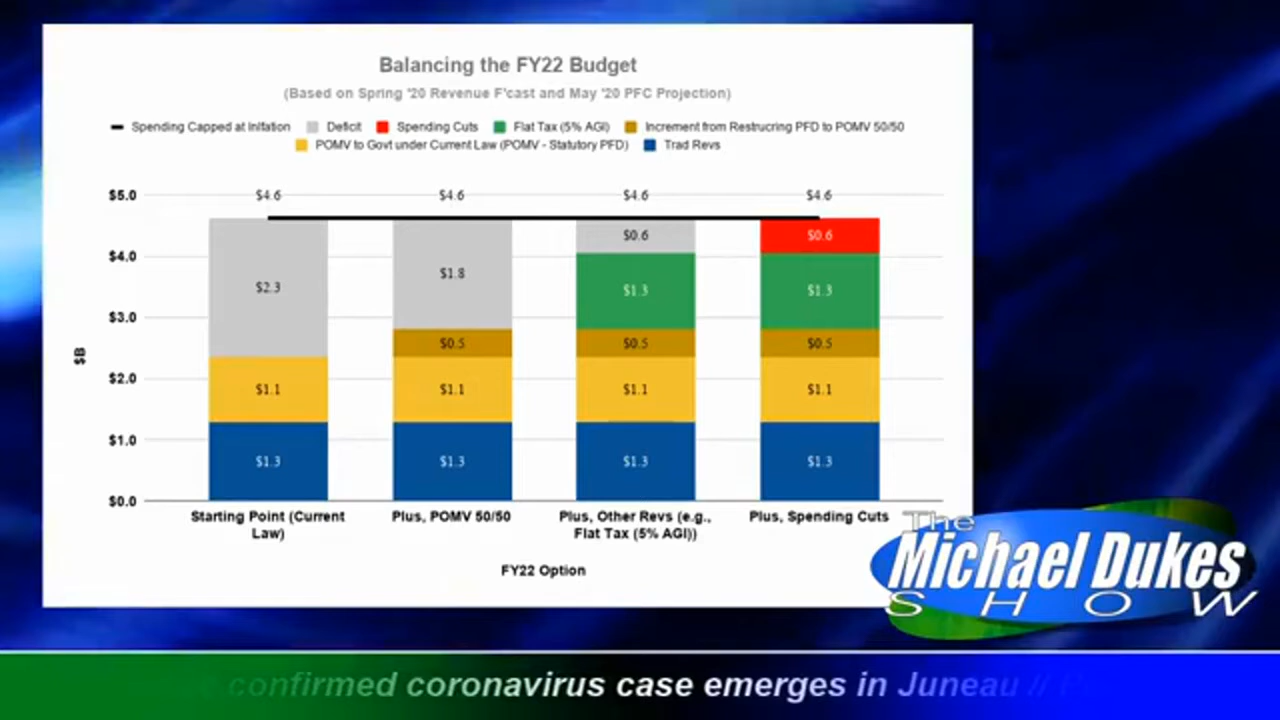 Balancing the FY22 Budget
(Based on Spring '20 Revenue F'cast and May '20 PFC Projection)
Spending Capped at Inlfation Deficit Spending Cuts Flat Tax (5% AGI) Increment from Restrucring PFD to POMV 50/50
POMV to Govt under Current Law (POMV - Statutory PFD) Trad Revs
$5.0 $4.6 $4.6 $4.6 $4.6
$0.6 $0.6
$4.0
$1.8
$2.3 $1.3 $1.3
$3.0
$0.5 $0.5 $0.5
$B
$2.0
$1.1 $1.1 $1.1 $1.1
$1.0
$1.3 $1.3 $1.3 $1.3
$0.0
Starting Point (Current Plus, POMV 50/50 Plus, Other Revs (e.g., Plus, Spending Cuts
Law) Flat Tax (5% AGI))
FY22 Option
The
Michael Dukes
SHOW
confirmed coronavirus case emerges in Juneau //